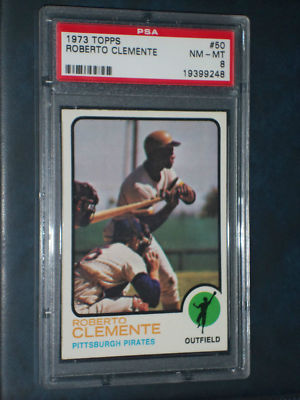 PSA
1973 TOPPS #50
ROBERTO CLEMENTE NM-MT
8
19399248
ROBERTO
CLEMENTE
PITTSBURGH PIRATES
OUTFIELD